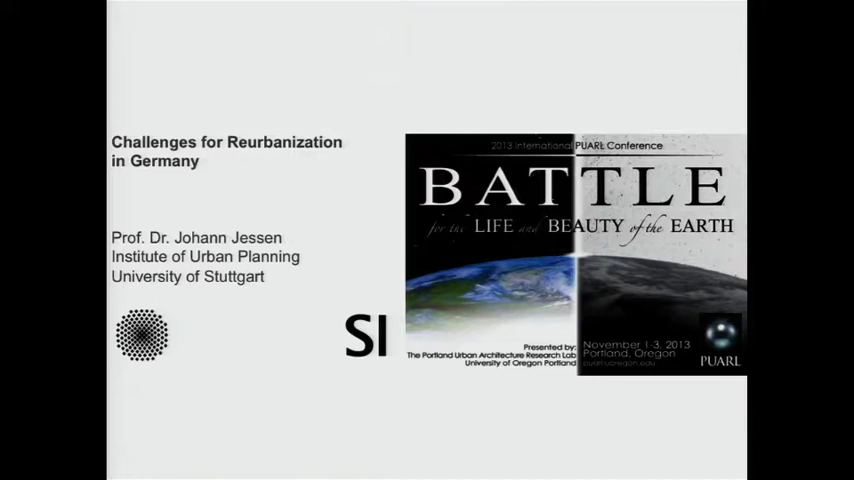 Challenges for Reurbanization
in Germany
Prof. Dr. Johann Jessen
Institute of Urban Planning
University of Stuttgart
SI
2013 International PUARL Conference
BATTLE
for the LIFE and BEAUTY of the EARTH
Presented by:
The Portland Urban Architecture Research Lab
University of Oregon Portland
November 1-3, 2013
Portland, Oregon
PUARL